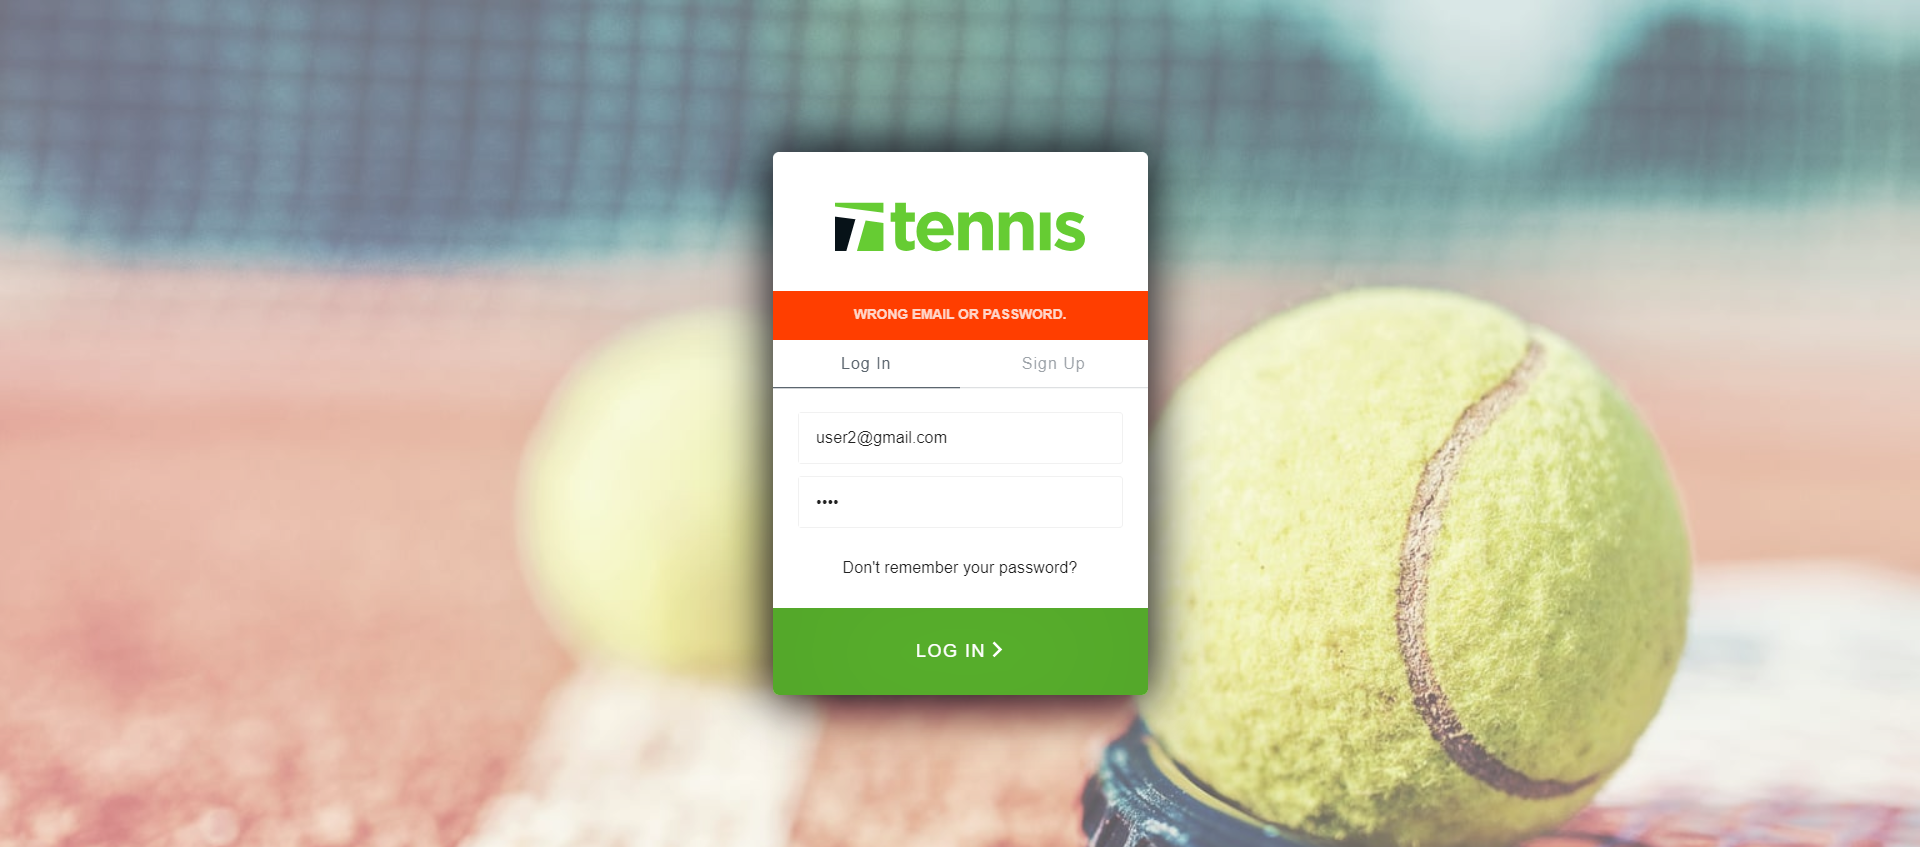 tennis
WRONG EMAIL OR PASSWORD.
Log In
Sign Up
user2@gmail.com
••••
Don't remember your password?
LOG IN